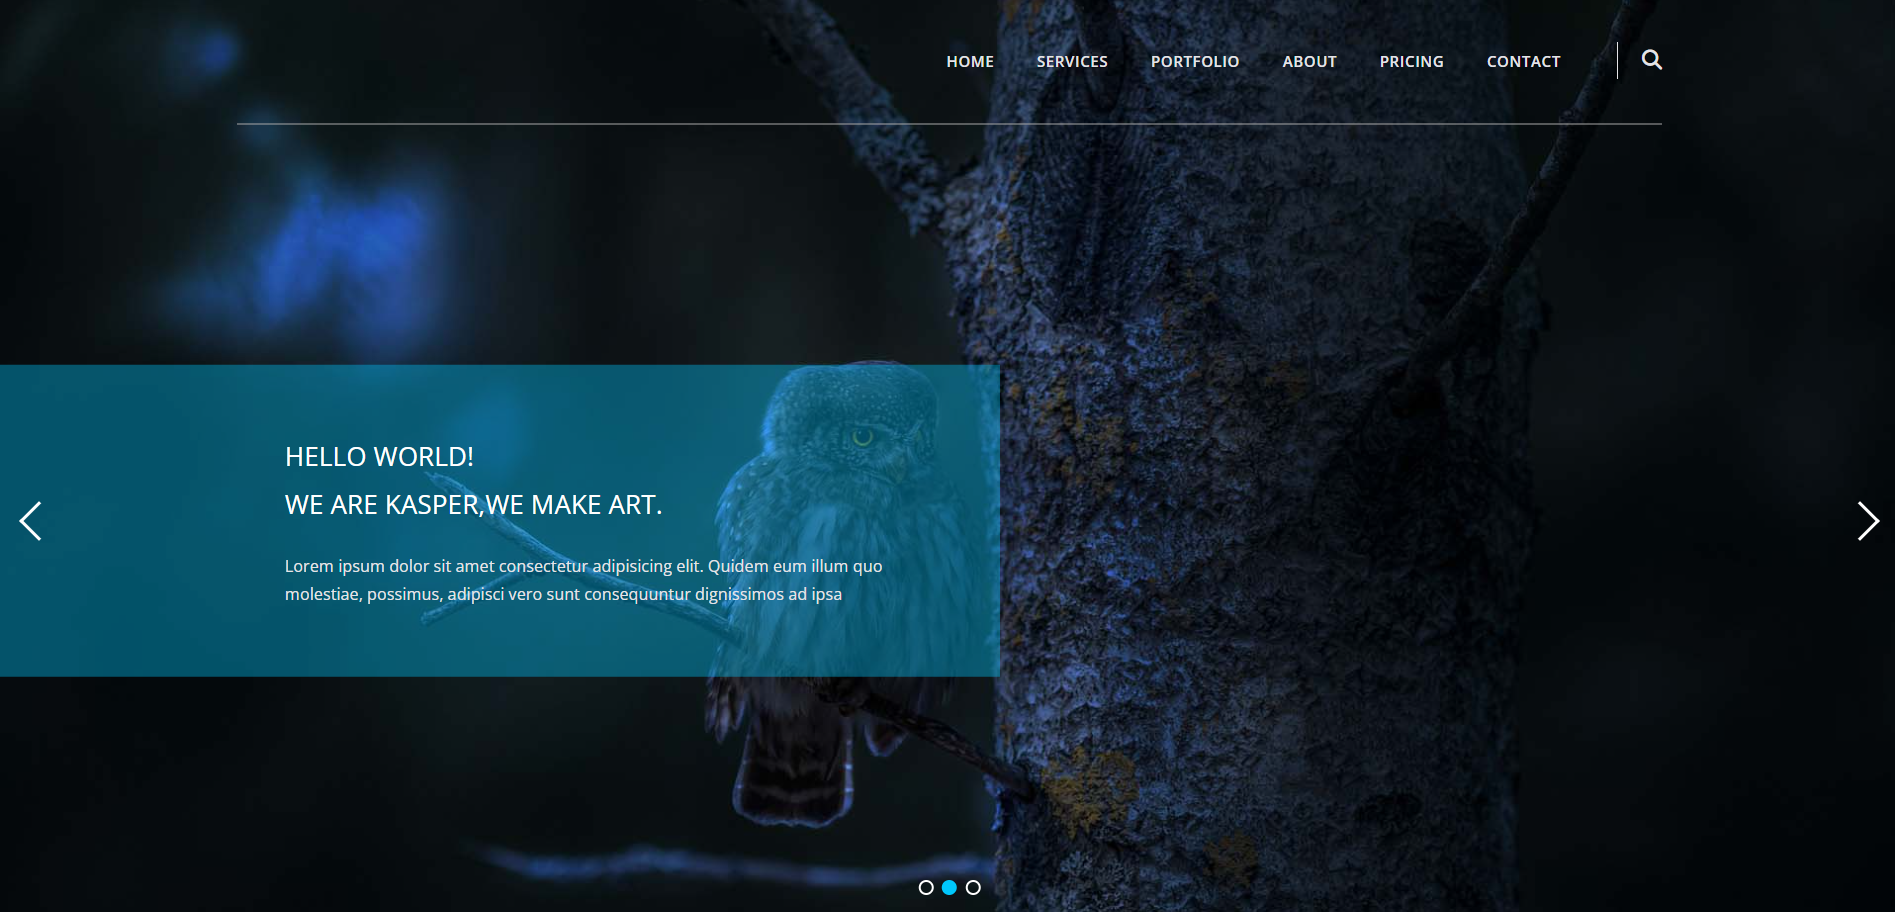 HOME SERVICES PORTFOLIO ABOUT PRICING CONTACT
HELLO WORLD!
WE ARE KASPER,WE MAKE ART.
Lorem ipsum dolor sit amet consectetur adipisicing elit. Quidem eum illum quo
molestiae, possimus, adipisci vero sunt consequuntur dignissimos ad ipsa